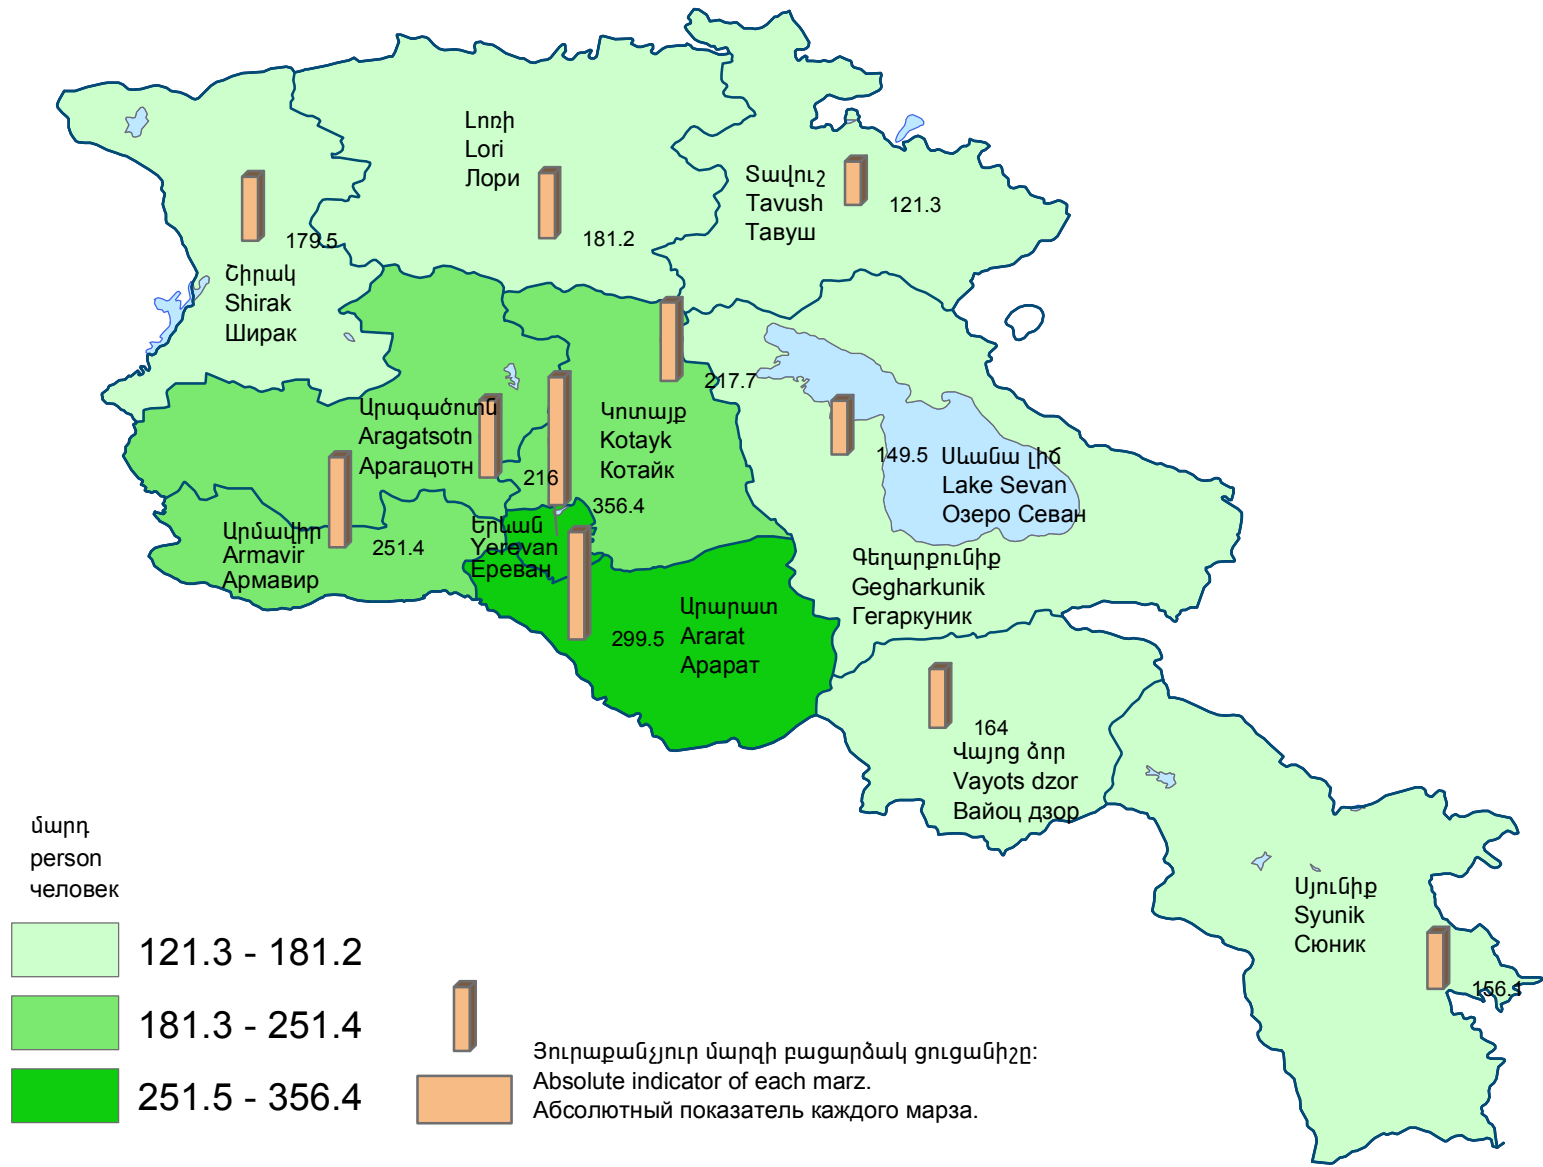 Լոռի
Lori
Лори
181.2
Տավուշ
Tavush
Тавуш
121.3
179.5
Շիրակ
Shirak
Ширак
217.7
Արագածոտն
Aragatsotn
Арагацотн
216
Կոտայք
Kotayk
Котайк
149.5
Սևանա լիճ
Lake Sevan
Озеро Севан
356.4
Արմավիր
Armavir
Армавир
251.4
Երևան
Yerevan
Ереван
Գեղարքունիք
Gegharkunik
Гегаркуник
299.5
Արարատ
Ararat
Арарат
164
Վայոց ձոր
Vayots dzor
Вайоц дзор
Սյունիք
Syunik
Сюник
156.1
մարդ
person
человек
121.3 - 181.2
181.3 - 251.4
251.5 - 356.4
Յուրաքանչյուր մարզի բացարձակ ցուցանիշը:
Absolute indicator of each marz.
Абсолютный показатель каждого марза.